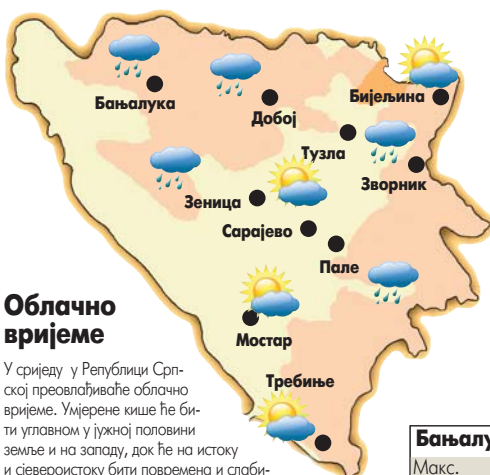 Бањалука
Добој
Бијељина
Тузла
Зворник
Зеница
Сарајево
Пале
Мостар
Требиње
Облачно
вријеме
У сриједу у Републици Срп-
ској преовлађиваће облачно
вријеме. Умјерене кише ће би-
ти углавном у јужној половини
земље и на западу, док ће на истоку
и сјевероистоку бити повремена и слаби-
Бањалу
Макс.